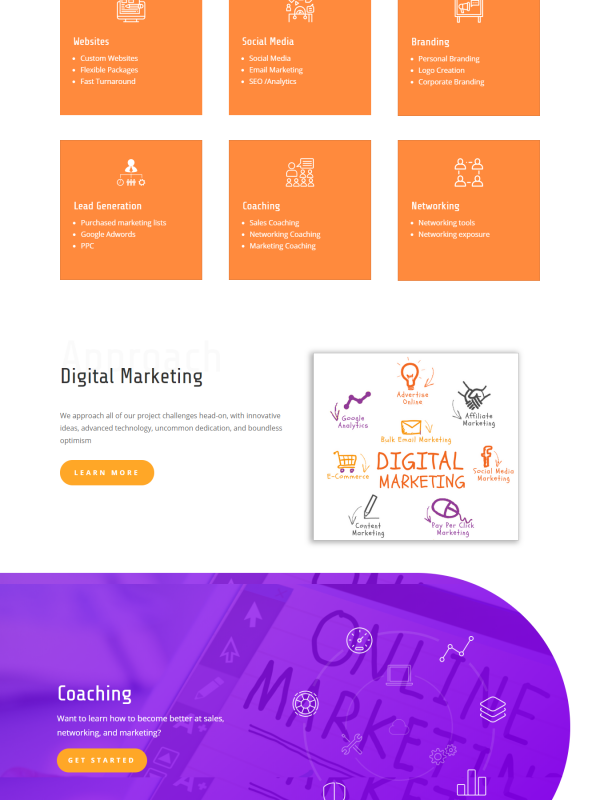 Websites
Custom Websites
Flexible Packages
Fast Turnaround
Social Media
Social Media
Email Marketing
SEO /Analytics
Branding
Personal Branding
Logo Creation
Corporate Branding
Lead Generation
Purchased marketing lists
Google Adwords
PPC
Coaching
Sales Coaching
Networking Coaching
Marketing Coaching
Networking
Networking tools
Networking exposure
Approach
Digital Marketing
We approach all of our project challenges head-on, with innovative
ideas, advanced technology, uncommon dedication, and boundless
optimism
LEARN MORE
Advertise
Online
Google
Analytics
Affiliate
Marketing
Bulk Email Marketing
E-Commerce
DIGITAL
MARKETING
Social Media
Marketing
Content
Marketing
Pay Per Click
Marketing
ONLINE
MARKETING
Coaching
Want to learn how to become better at sales,
networking, and marketing?
GET STARTED